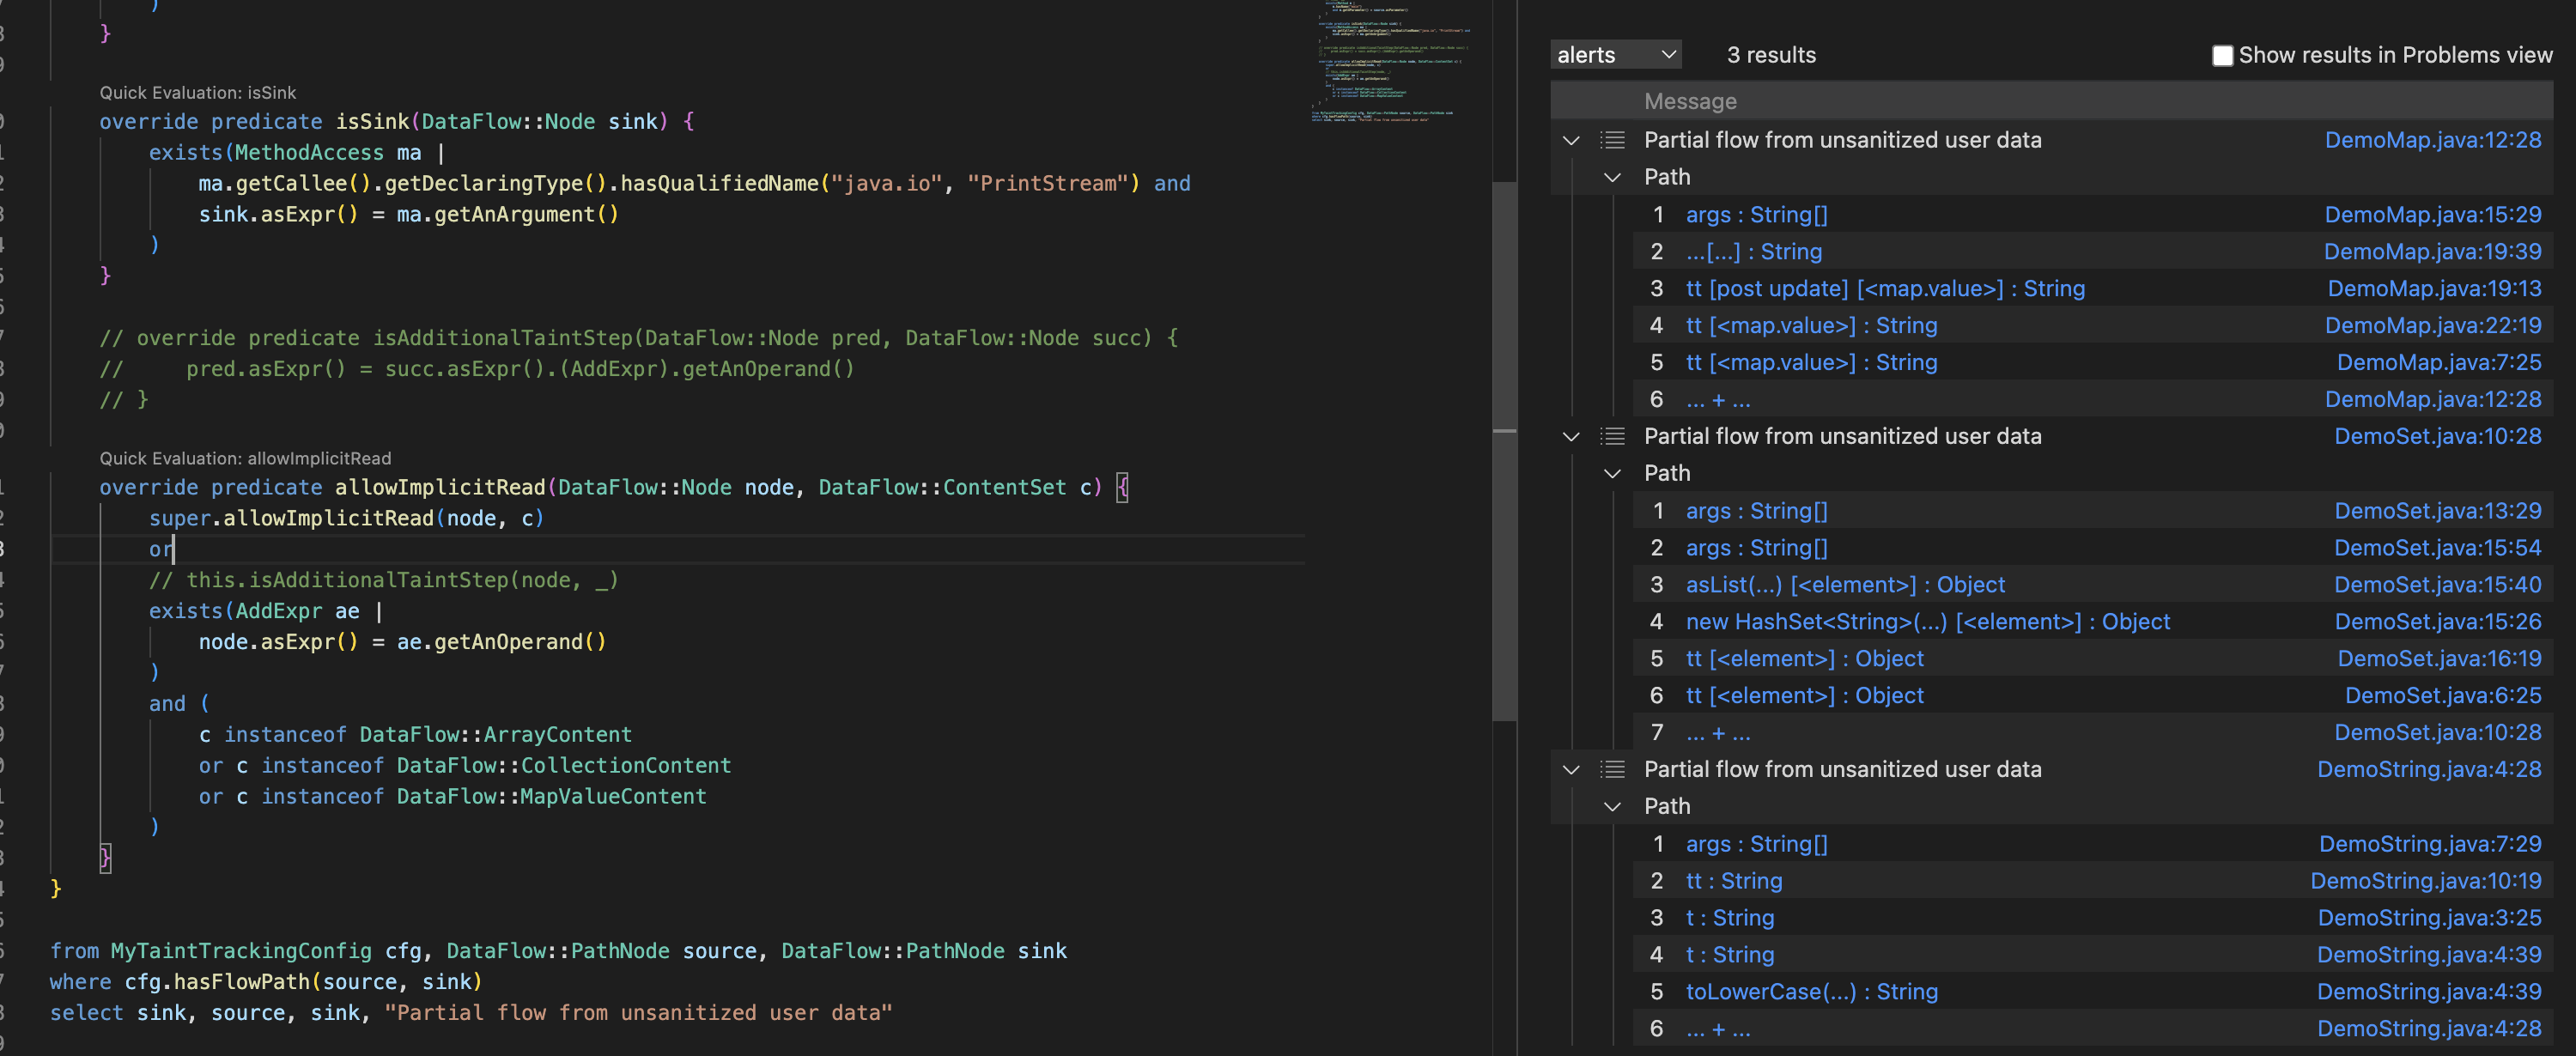 )
}
Quick Evaluation: isSink
override predicate isSink(DataFlow::Node sink) {
exists(MethodAccess ma |
ma.getCallee().getDeclaringType().hasQualifiedName("java.io", "PrintStream") and
sink.asExpr() = ma.getAnArgument()
)
}
// override predicate isAdditionalTaintStep(DataFlow::Node pred, DataFlow::Node succ) {
//     pred.asExpr() = succ.asExpr().(AddExpr).getAnOperand()
// }
Quick Evaluation: allowImplicitRead
override predicate allowImplicitRead(DataFlow::Node node, DataFlow::ContentSet c) {
super.allowImplicitRead(node, c)
or
// this.isAdditionalTaintStep(node, _)
exists(AddExpr ae |
node.asExpr() = ae.getAnOperand()
)
and (
c instanceof DataFlow::ArrayContent
or c instanceof DataFlow::CollectionContent
or c instanceof DataFlow::MapValueContent
)
}
}
from MyTaintTrackingConfig cfg, DataFlow::PathNode source, DataFlow::PathNode sink
where cfg.hasFlowPath(source, sink)
select sink, source, sink, "Partial flow from unsanitized user data"
alerts 3 results Show results in Problems view
Message
Partial flow from unsanitized user data DemoMap.java:12:28
Path
1 args : String[] DemoMap.java:15:29
2 ...[...] : String DemoMap.java:19:39
3 tt [post update] [<map.value>] : String DemoMap.java:19:13
4 tt [<map.value>] : String DemoMap.java:22:19
5 tt [<map.value>] : String DemoMap.java:7:25
6 ... + ... DemoMap.java:12:28
Partial flow from unsanitized user data DemoSet.java:10:28
Path
1 args : String[] DemoSet.java:13:29
2 args : String[] DemoSet.java:15:54
3 asList(...) [<element>] : Object DemoSet.java:15:40
4 new HashSet<String>(...) [<element>] : Object DemoSet.java:15:26
5 tt [<element>] : Object DemoSet.java:16:19
6 tt [<element>] : Object DemoSet.java:6:25
7 ... + ... DemoSet.java:10:28
Partial flow from unsanitized user data DemoString.java:4:28
Path
1 args : String[] DemoString.java:7:29
2 tt : String DemoString.java:10:19
3 t : String DemoString.java:3:25
4 t : String DemoString.java:4:39
5 toLowerCase(...) : String DemoString.java:4:39
6 ... + ... DemoString.java:4:28